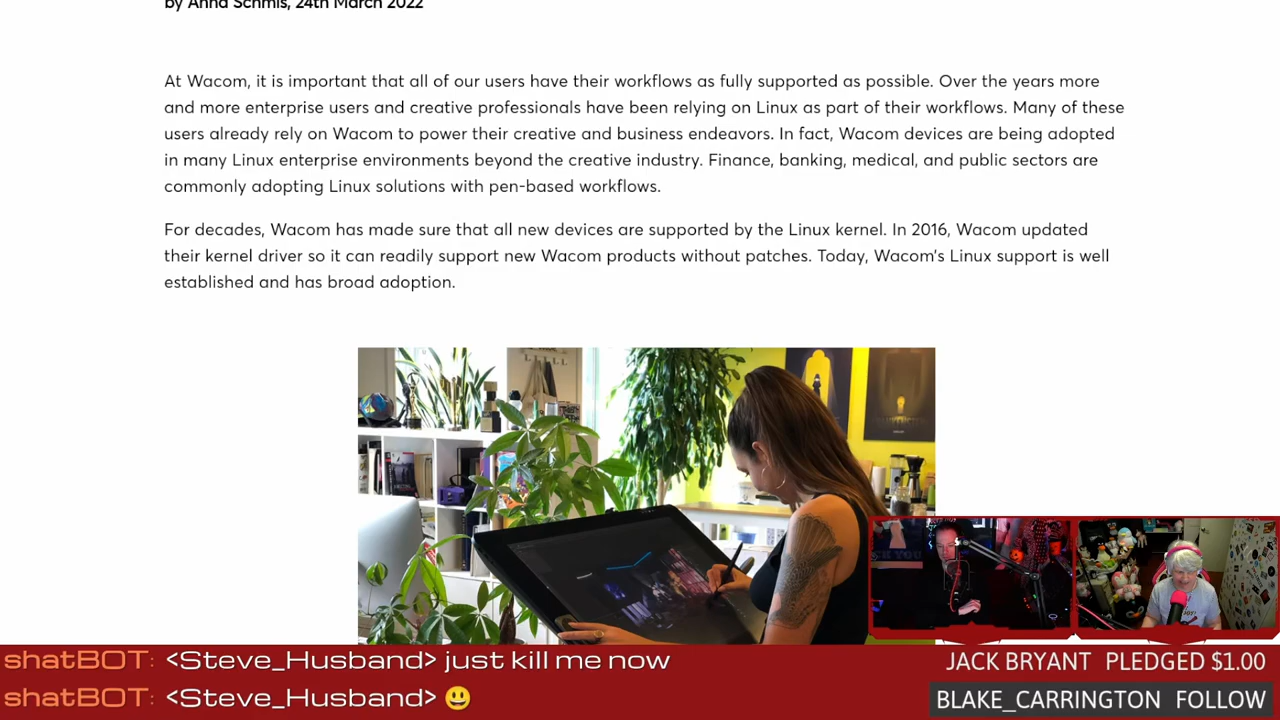 by Anna Schmis, 24th March 2022
At Wacom, it is important that all of our users have their workflows as fully supported as possible. Over the years more
and more enterprise users and creative professionals have been relying on Linux as part of their workflows. Many of these
users already rely on Wacom to power their creative and business endeavors. In fact, Wacom devices are being adopted
in many Linux enterprise environments beyond the creative industry. Finance, banking, medical, and public sectors are
commonly adopting Linux solutions with pen-based workflows.
For decades, Wacom has made sure that all new devices are supported by the Linux kernel. In 2016, Wacom updated
their kernel driver so it can readily support new Wacom products without patches. Today, Wacom's Linux support is well
established and has broad adoption.
shatBOT: <Steve_Husband> just kill me now
shatBOT: <Steve_Husband> 😃
JACK BRYANT PLEDGED $1.00
BLAKE_CARRINGTON FOLLOW